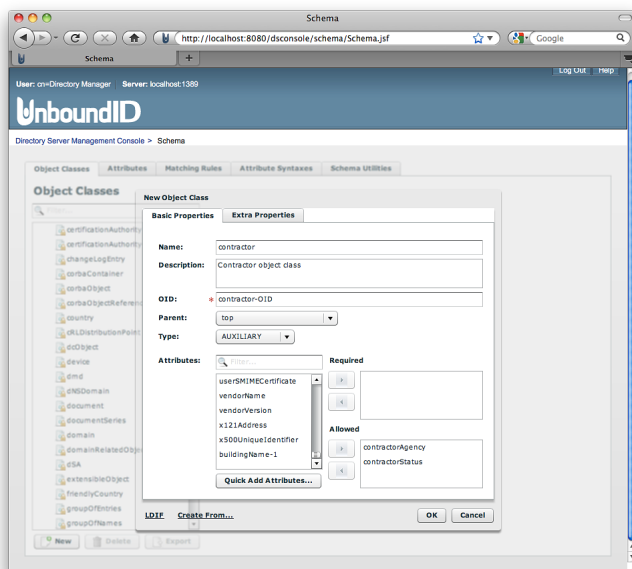 Schema
http://localhost:8080/dsconsole/schema/Schema.jsf
Google
Schema
+
Log Out Help
User: cn=Directory Manager Server: localhost:1389
UnboundID
Directory Server Management Console > Schema
Object Classes Attributes Matching Rules Attribute Syntaxes Schema Utilities
Object Classes
Filter...
certificationAuthority
certificationAuthority
changeLogEntry
corbaContainer
corbaObject
corbaObjectReferenc
country
cRLDistributionPoint
dcObject
device
dmd
dNSDomain
document
documentSeries
domain
domainRelatedObje
dSA
extensibleObject
friendlyCountry
groupOfEntries
groupOfNames
New Delete Export
New Object Class
Basic Properties Extra Properties
Name: contractor
Description: Contractor object class
OID: * contractor-OID
Parent: top
Type: AUXILIARY
Attributes: Filter... Required
userSMIMECertificate
vendorName
vendorVersion
x121Address
x500UniqueIdentifier
buildingName-1
Allowed
contractorAgency
contractorStatus
Quick Add Attributes...
LDIF Create From... OK Cancel